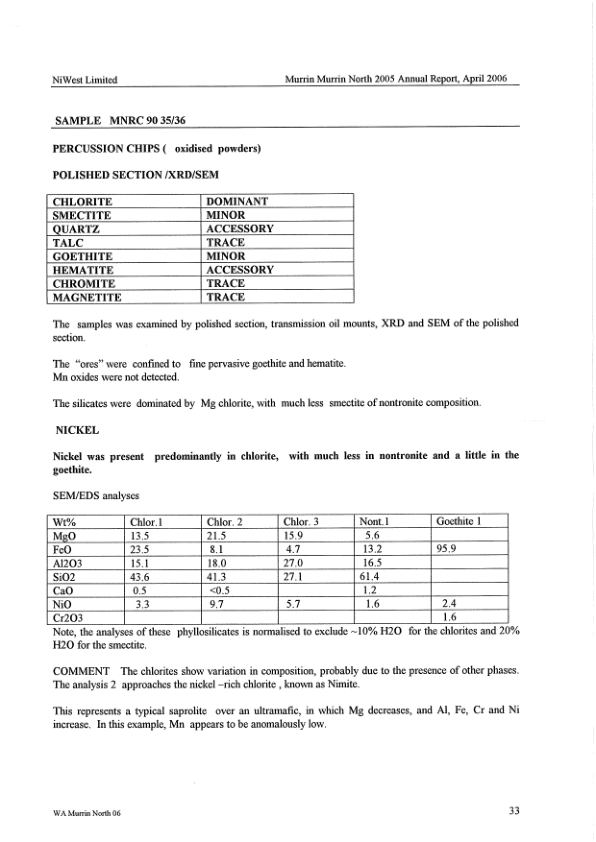 NiWest Limited Murrin Murrin North 2005 Annual Report, April 2006
SAMPLE MNRC 90 35/36
PERCUSSION CHIPS ( oxidised powders)
POLISHED SECTION /XRD/SEM
CHLORITE DOMINANT
SMECTITE MINOR
QUARTZ ACCESSORY
TALC TRACE
GOETHITE MINOR
HEMATITE ACCESSORY
CHROMITE TRACE
MAGNETITE TRACE
The samples was examined by polished section, transmission oil mounts, XRD and SEM of the polished
section.
The "ores" were confined to fine pervasive goethite and hematite.
Mn oxides were not detected.
The silicates were dominated by Mg chlorite, with much less smectite of nontronite composition.
NICKEL
Nickel was present predominantly in chlorite, with much less in nontronite and a little in the
goethite.
SEM/EDS analyses
Wt% Chlor.1 Chlor. 2 Chlor. 3 Nont.1 Goethite 1
MgO 13.5 21.5 15.9 5.6
FeO 23.5 8.1 4.7 13.2 95.9
Al2O3 15.1 18.0 27.0 16.5
SiO2 43.6 41.3 27.1 61.4
CaO 0.5 <0.5 1.2
NiO 3.3 9.7 5.7 1.6 2.4
Cr2O3 1.6
Note, the analyses of these phyllosilicates is normalised to exclude ~10% H2O for the chlorites and 20%
H2O for the smectite.
COMMENT The chlorites show variation in composition, probably due to the presence of other phases.
The analysis 2 approaches the nickel –rich chlorite , known as Nimite.
This represents a typical saprolite over an ultramafic, in which Mg decreases, and Al, Fe, Cr and Ni
increase. In this example, Mn appears to be anomalously low.
WA Murrin North 06 33